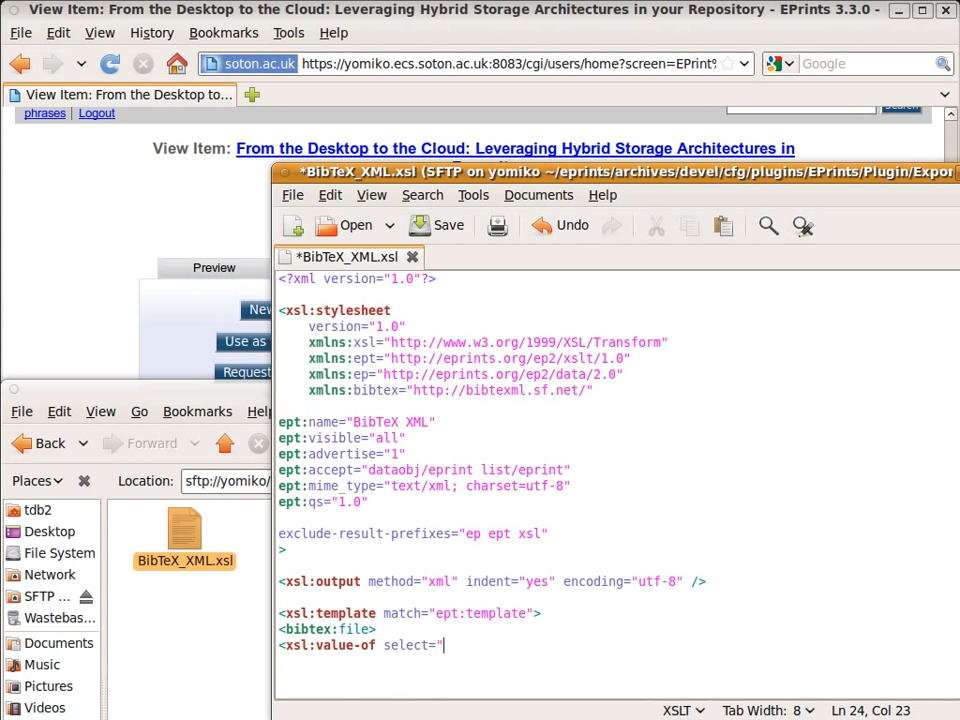 View Item: From the Desktop to the Cloud: Leveraging Hybrid Storage Architectures in your Repository - EPrints 3.3.0 -
File Edit View History Bookmarks Tools Help
soton.ac.uk https://yomiko.ecs.soton.ac.uk:8083/cgi/users/home?screen=EPrint% Google
View Item: From the Desktop to...
phrases | Logout Search
View Item: From the Desktop to the Cloud: Leveraging Hybrid Storage Architectures in
*BibTeX_XML.xsl (SFTP on yomiko ~/eprints/archives/devel/cfg/plugins/EPrints/Plugin/Expor
File Edit View Search Tools Documents Help
Open Save Undo
*BibTeX_XML.xsl
Preview
New
Use as
Request
<?xml version="1.0"?>
<xsl:stylesheet
version="1.0"
xmlns:xsl="http://www.w3.org/1999/XSL/Transform"
xmlns:ept="http://eprints.org/ep2/xslt/1.0"
xmlns:ep="http://eprints.org/ep2/data/2.0"
xmlns:bibtex="http://bibtexml.sf.net/"
ept:name="BibTeX XML"
ept:visible="all"
ept:advertise="1"
ept:accept="dataobj/eprint list/eprint"
ept:mime_type="text/xml; charset=utf-8"
ept:qs="1.0"
exclude-result-prefixes="ep ept xsl"
>
<xsl:output method="xml" indent="yes" encoding="utf-8" />
<xsl:template match="ept:template">
<bibtex:file>
<xsl:value-of select="
File Edit View Go Bookmarks Help
Back Forward
Places Location: sftp://yomiko/
tdb2
Desktop
File System
Network
SFTP ...
Wastebas...
Documents
Music
Pictures
Videos
BibTeX_XML.xsl
XSLT Tab Width: 8 Ln 24, Col 23